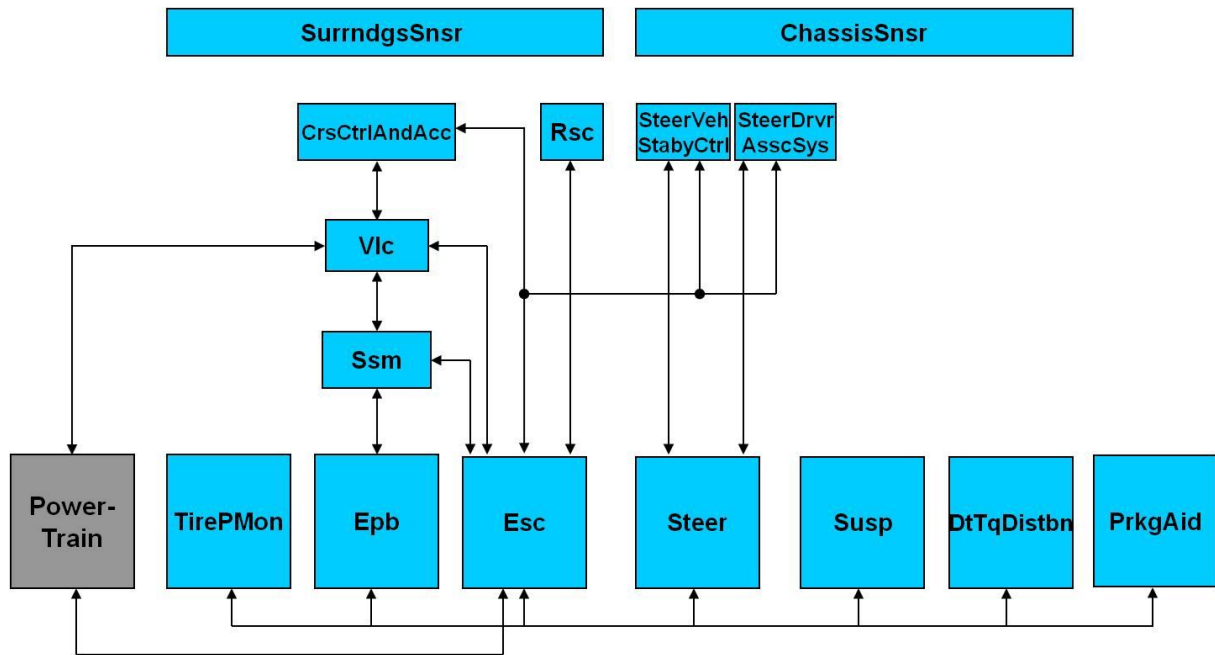 SurrndgsSnsr
ChassisSnsr
CrsCtrlAndAcc
Rsc
SteerVeh
StabyCtrl
SteerDrvr
AsscSys
Vlc
Ssm
Power-
Train
TirePMon
Epb
Esc
Steer
Susp
DtTqDistbn
PrkgAid